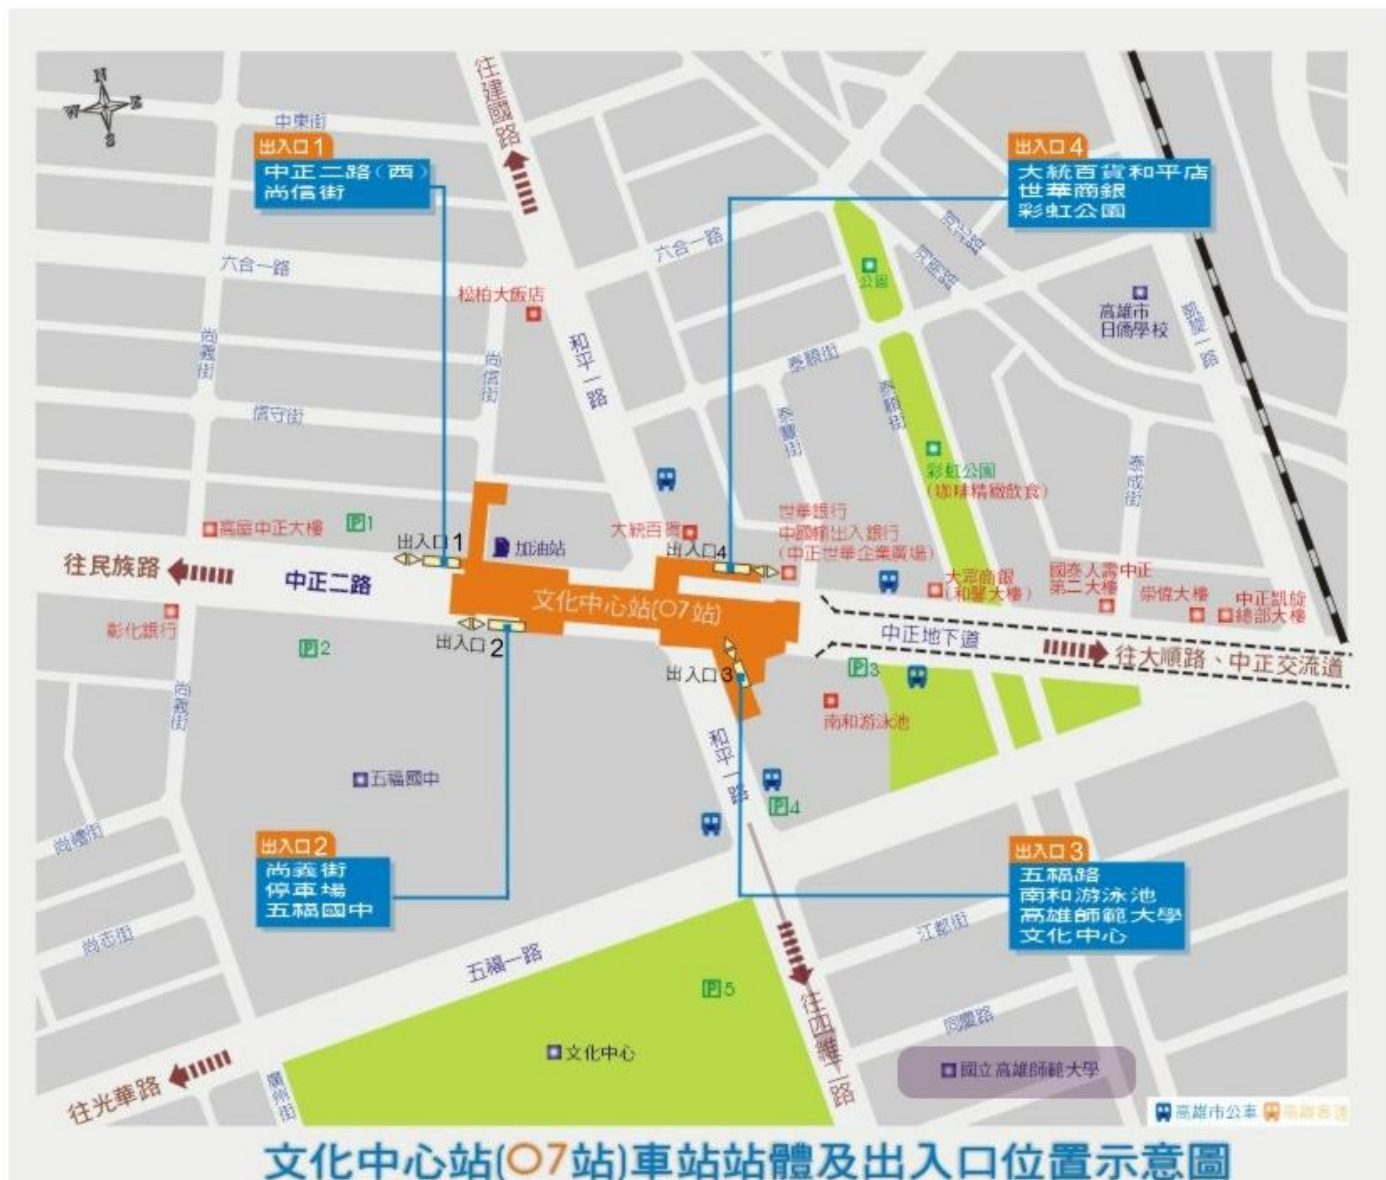 N
W
E
S
中東街
往建國路
出入口1
中正二路(西)
尚信街
出入口4
大統百貨和平店
世華商銀
彩虹公園
六合一路
六合一路
公園
松柏大飯店
高雄市
日僑學校
凱旋一路
尚義街
尚信街
和平一路
泰順街
泰順街
信守街
泰豐街
彩虹公園
(咖啡精緻飲食)
泰成街
高屋中正大樓
P1
出入口1
加油站
大統百貨
出入口4
世華銀行
中國輸出入銀行
(中正世華企業廣場)
往民族路
中正二路
文化中心站(O7站)
大眾商銀
國泰人壽中正
第二大樓
崇偉大樓
中正凱旋
總部大樓
彰化銀行
P2
出入口2
出入口3
中正地下道
往大順路、中正交流道
P3
南和游泳池
尚義街
和平一路
五福國中
P4
尚禮街
出入口2
尚義街
停車場
五福國中
出入口3
五福路
南和游泳池
高雄師範大學
文化中心
尚志街
五福一路
江都街
P5
往四維二路
同慶路
文化中心
國立高雄師範大學
往光華路
廣州街
高雄市公車
高雄客運
文化中心站(O7站)車站站體及出入口位置示意圖